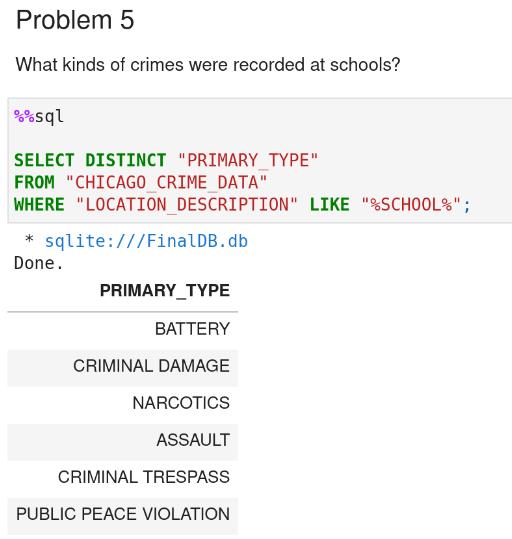 Problem 5
What kinds of crimes were recorded at schools?
%%sql
SELECT DISTINCT "PRIMARY_TYPE"
FROM "CHICAGO_CRIME_DATA"
WHERE "LOCATION_DESCRIPTION" LIKE "%SCHOOL%";
* sqlite:///FinalDB.db
Done.
PRIMARY_TYPE
BATTERY
CRIMINAL DAMAGE
NARCOTICS
ASSAULT
CRIMINAL TRESPASS
PUBLIC PEACE VIOLATION